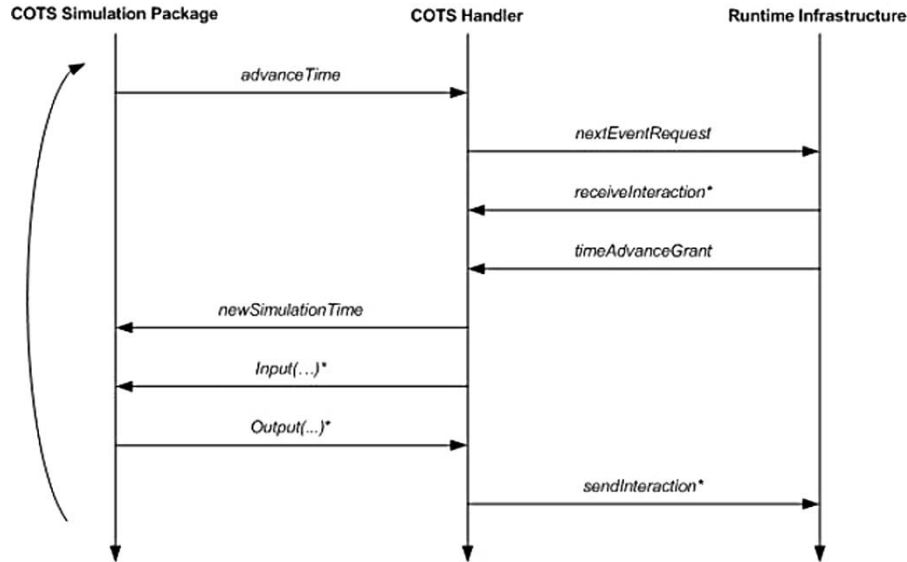 COTS Simulation Package COTS Handler Runtime Infrastructure
advanceTime
nextEventRequest
receiveInteraction*
timeAdvanceGrant
newSimulationTime
Input(...)*
Output(...)*
sendInteraction*